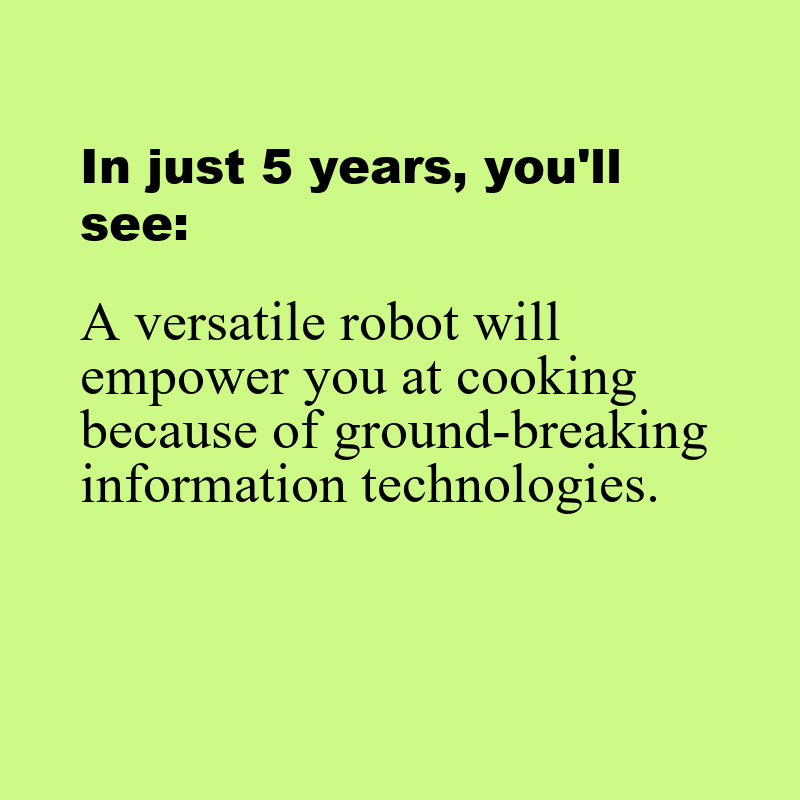 In just 5 years, you'll
see:
A versatile robot will
empower you at cooking
because of ground-breaking
information technologies.